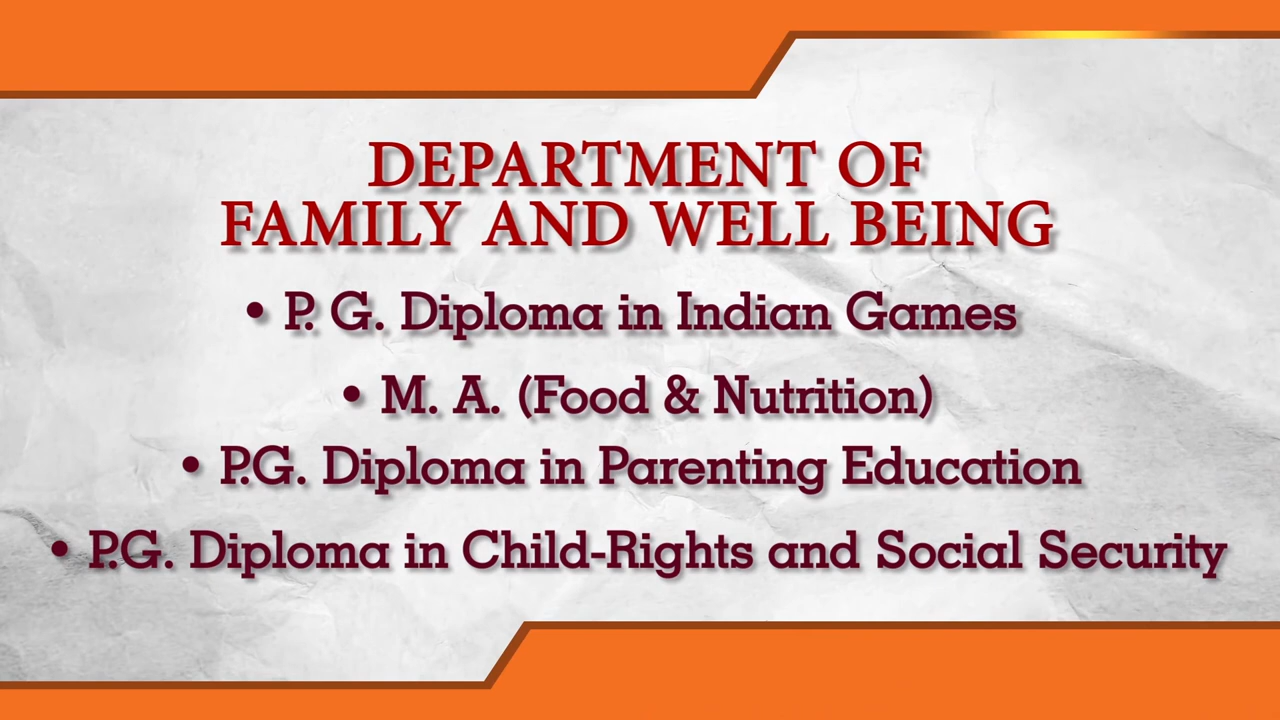 DEPARTMENT OF
FAMILY AND WELL BEING
• P. G. Diploma in Indian Games
• M. A. (Food & Nutrition)
• P.G. Diploma in Parenting Education
• P.G. Diploma in Child-Rights and Social Security